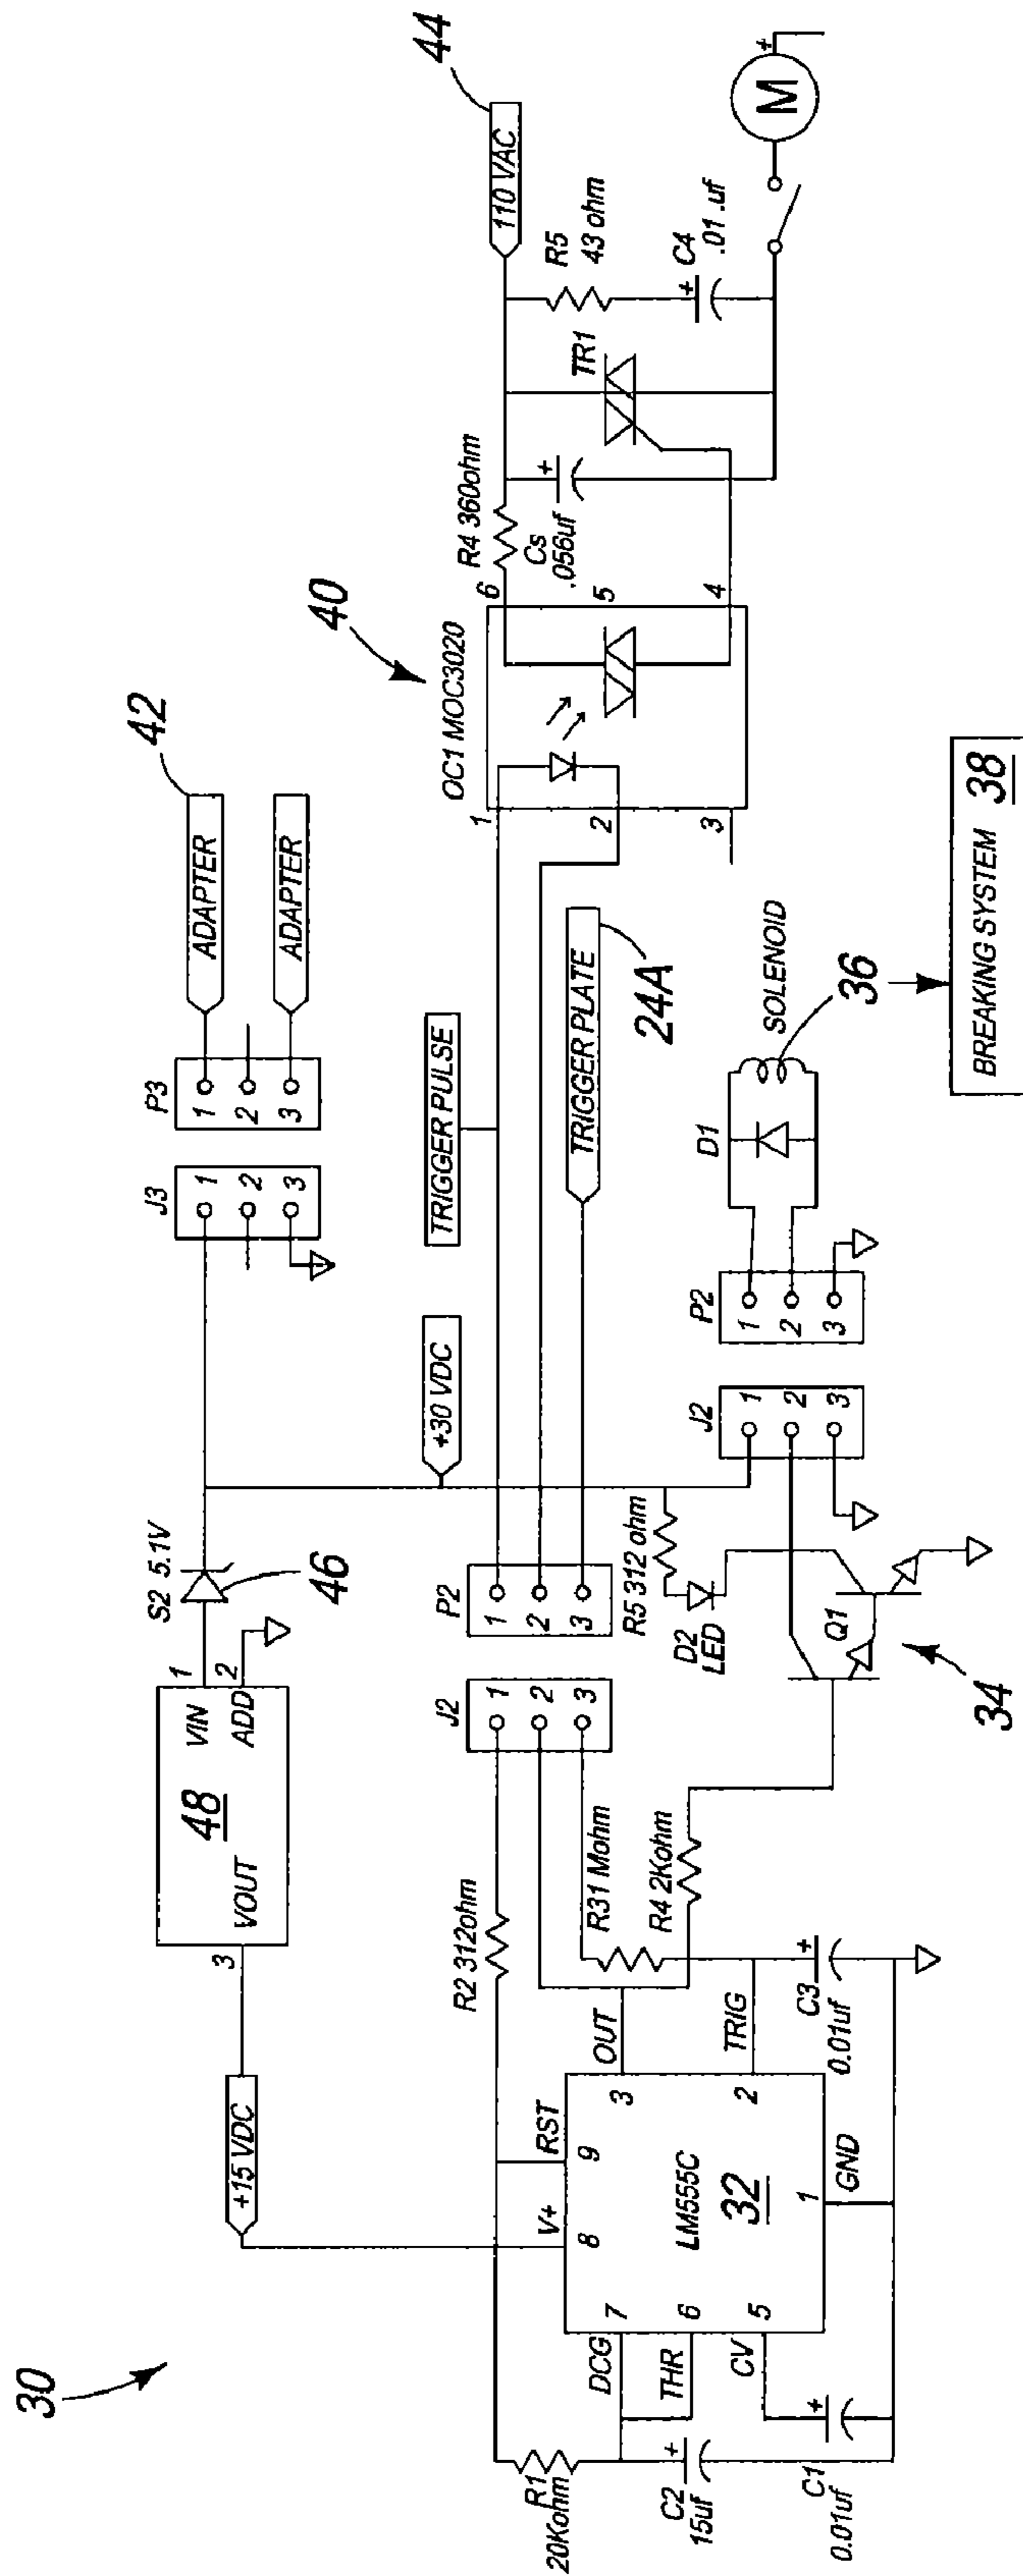 30
+15 VDC
3
VOUT
48
VIN
ADD
1
2
S2 5.1V
46
J3
1
2
3
P3
1
2
3
ADAPTER
ADAPTER
42
+30 VDC
TRIGGER PULSE
TRIGGER PLATE
24A
R1
20Kohm
C2
15uf
C1
0.01uf
DCG
7
THR
6
CV
5
V+
8
RST
9
LM555C
32
OUT
3
TRIG
2
1
GND
C3
0.01uf
R2 312ohm
R31 Mohm
R4 2Kohm
J2
1
2
3
P2
1
2
3
R5 312 ohm
D2
LED
Q1
34
J2
1
2
3
P2
1
2
3
D1
SOLENOID
36
BREAKING SYSTEM 38
40
OC1 MOC3020
1
2
3
6
5
4
R4 360ohm
Cs
.056uf
TR1
R5
43 ohm
C4
.01 .uf
110 VAC
44
M
+